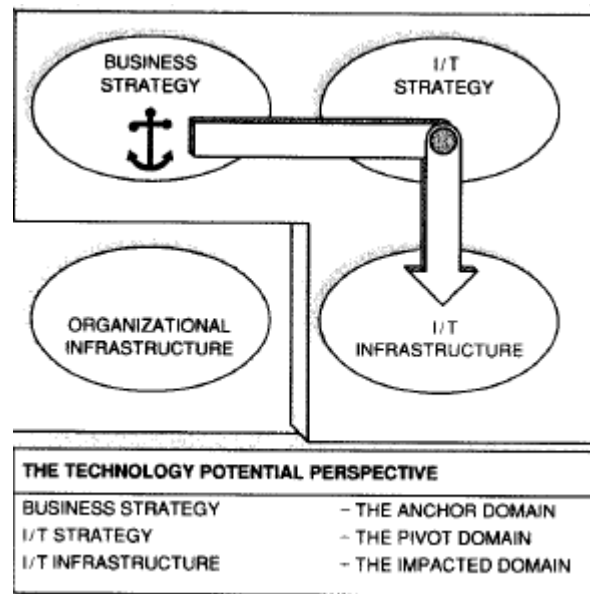 BUSINESS
STRATEGY
I/T
STRATEGY
ORGANIZATIONAL
INFRASTRUCTURE
I/T
INFRASTRUCTURE
THE TECHNOLOGY POTENTIAL PERSPECTIVE
BUSINESS STRATEGY – THE ANCHOR DOMAIN
I/T STRATEGY – THE PIVOT DOMAIN
I/T INFRASTRUCTURE – THE IMPACTED DOMAIN